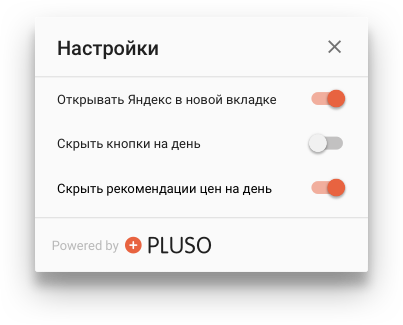 Настройки
Открывать Яндекс в новой вкладке
Скрыть кнопки на день
Скрыть рекомендации цен на день
Powered by PLUSO